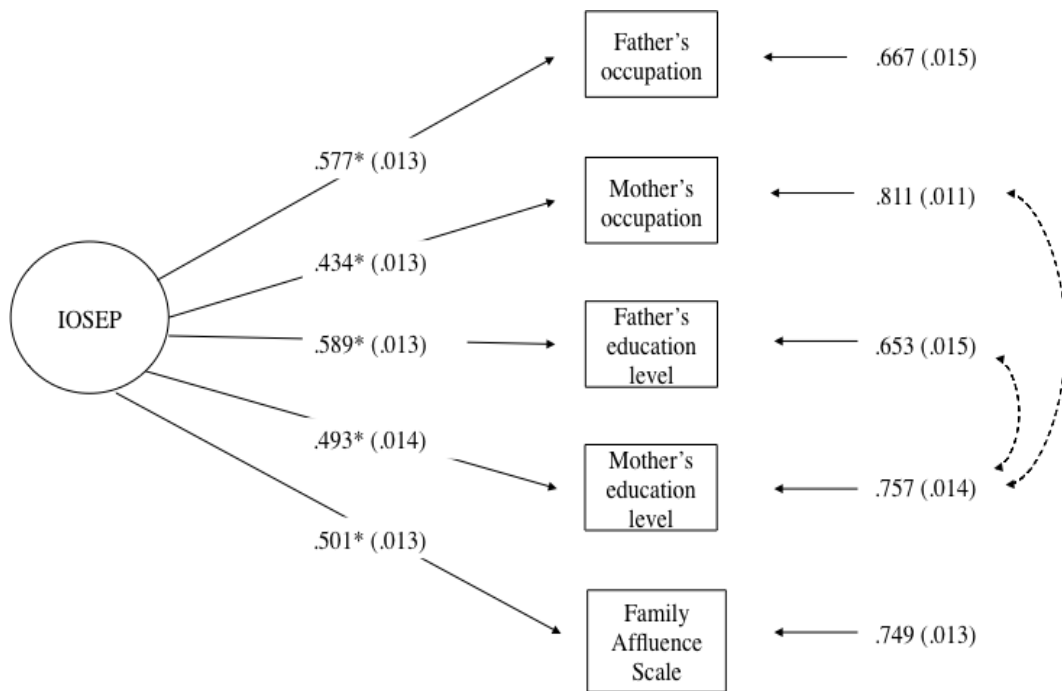 Father's
occupation
.667 (.015)
.577* (.013)
Mother's
occupation
.811 (.011)
.434* (.013)
IOSEP
Father's
education
level
.589* (.013)
.653 (.015)
.493* (.014)
Mother's
education
level
.757 (.014)
.501* (.013)
Family
Affluence
Scale
.749 (.013)